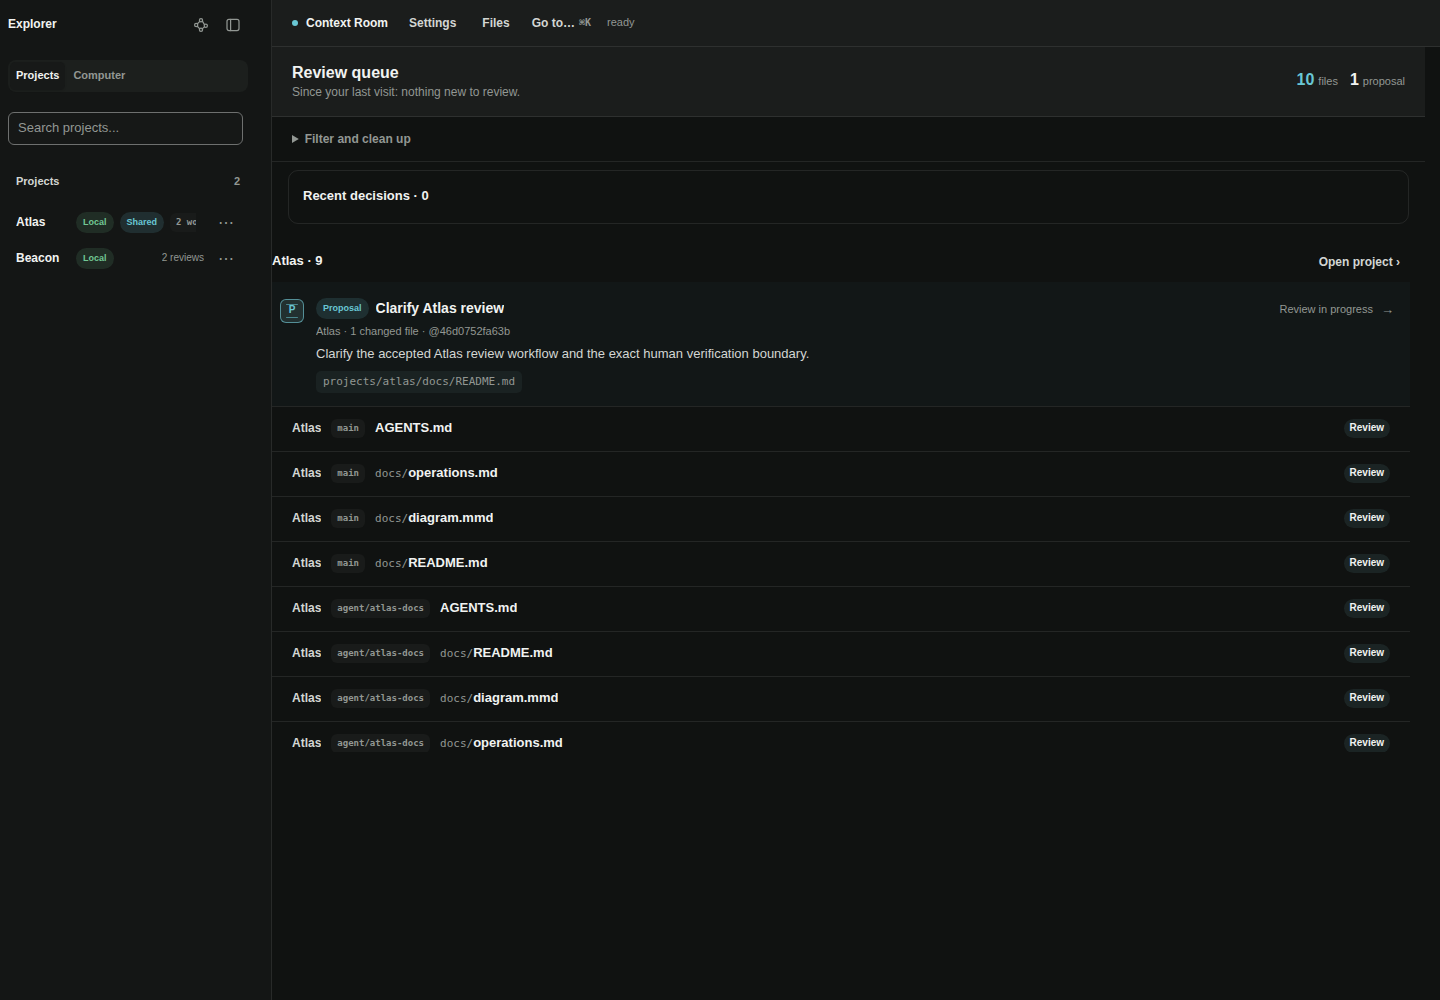 Explorer
Projects Computer
Search projects...
Projects 2
Atlas Local Shared 2 ···
Beacon Local 2 reviews ···
Context Room Settings Files Go to… ⌘K ready
Review queue
Since your last visit: nothing new to review.
10 files 1 proposal
Filter and clean up
Recent decisions · 0
Atlas · 9 Open project ›
P Proposal Clarify Atlas review Review in progress →
Atlas · 1 changed file · @46d0752fa63b
Clarify the accepted Atlas review workflow and the exact human verification boundary.
projects/atlas/docs/README.md
Atlas main AGENTS.md Review
Atlas main docs/operations.md Review
Atlas main docs/diagram.mmd Review
Atlas main docs/README.md Review
Atlas agent/atlas-docs AGENTS.md Review
Atlas agent/atlas-docs docs/README.md Review
Atlas agent/atlas-docs docs/diagram.mmd Review
Atlas agent/atlas-docs docs/operations.md Review